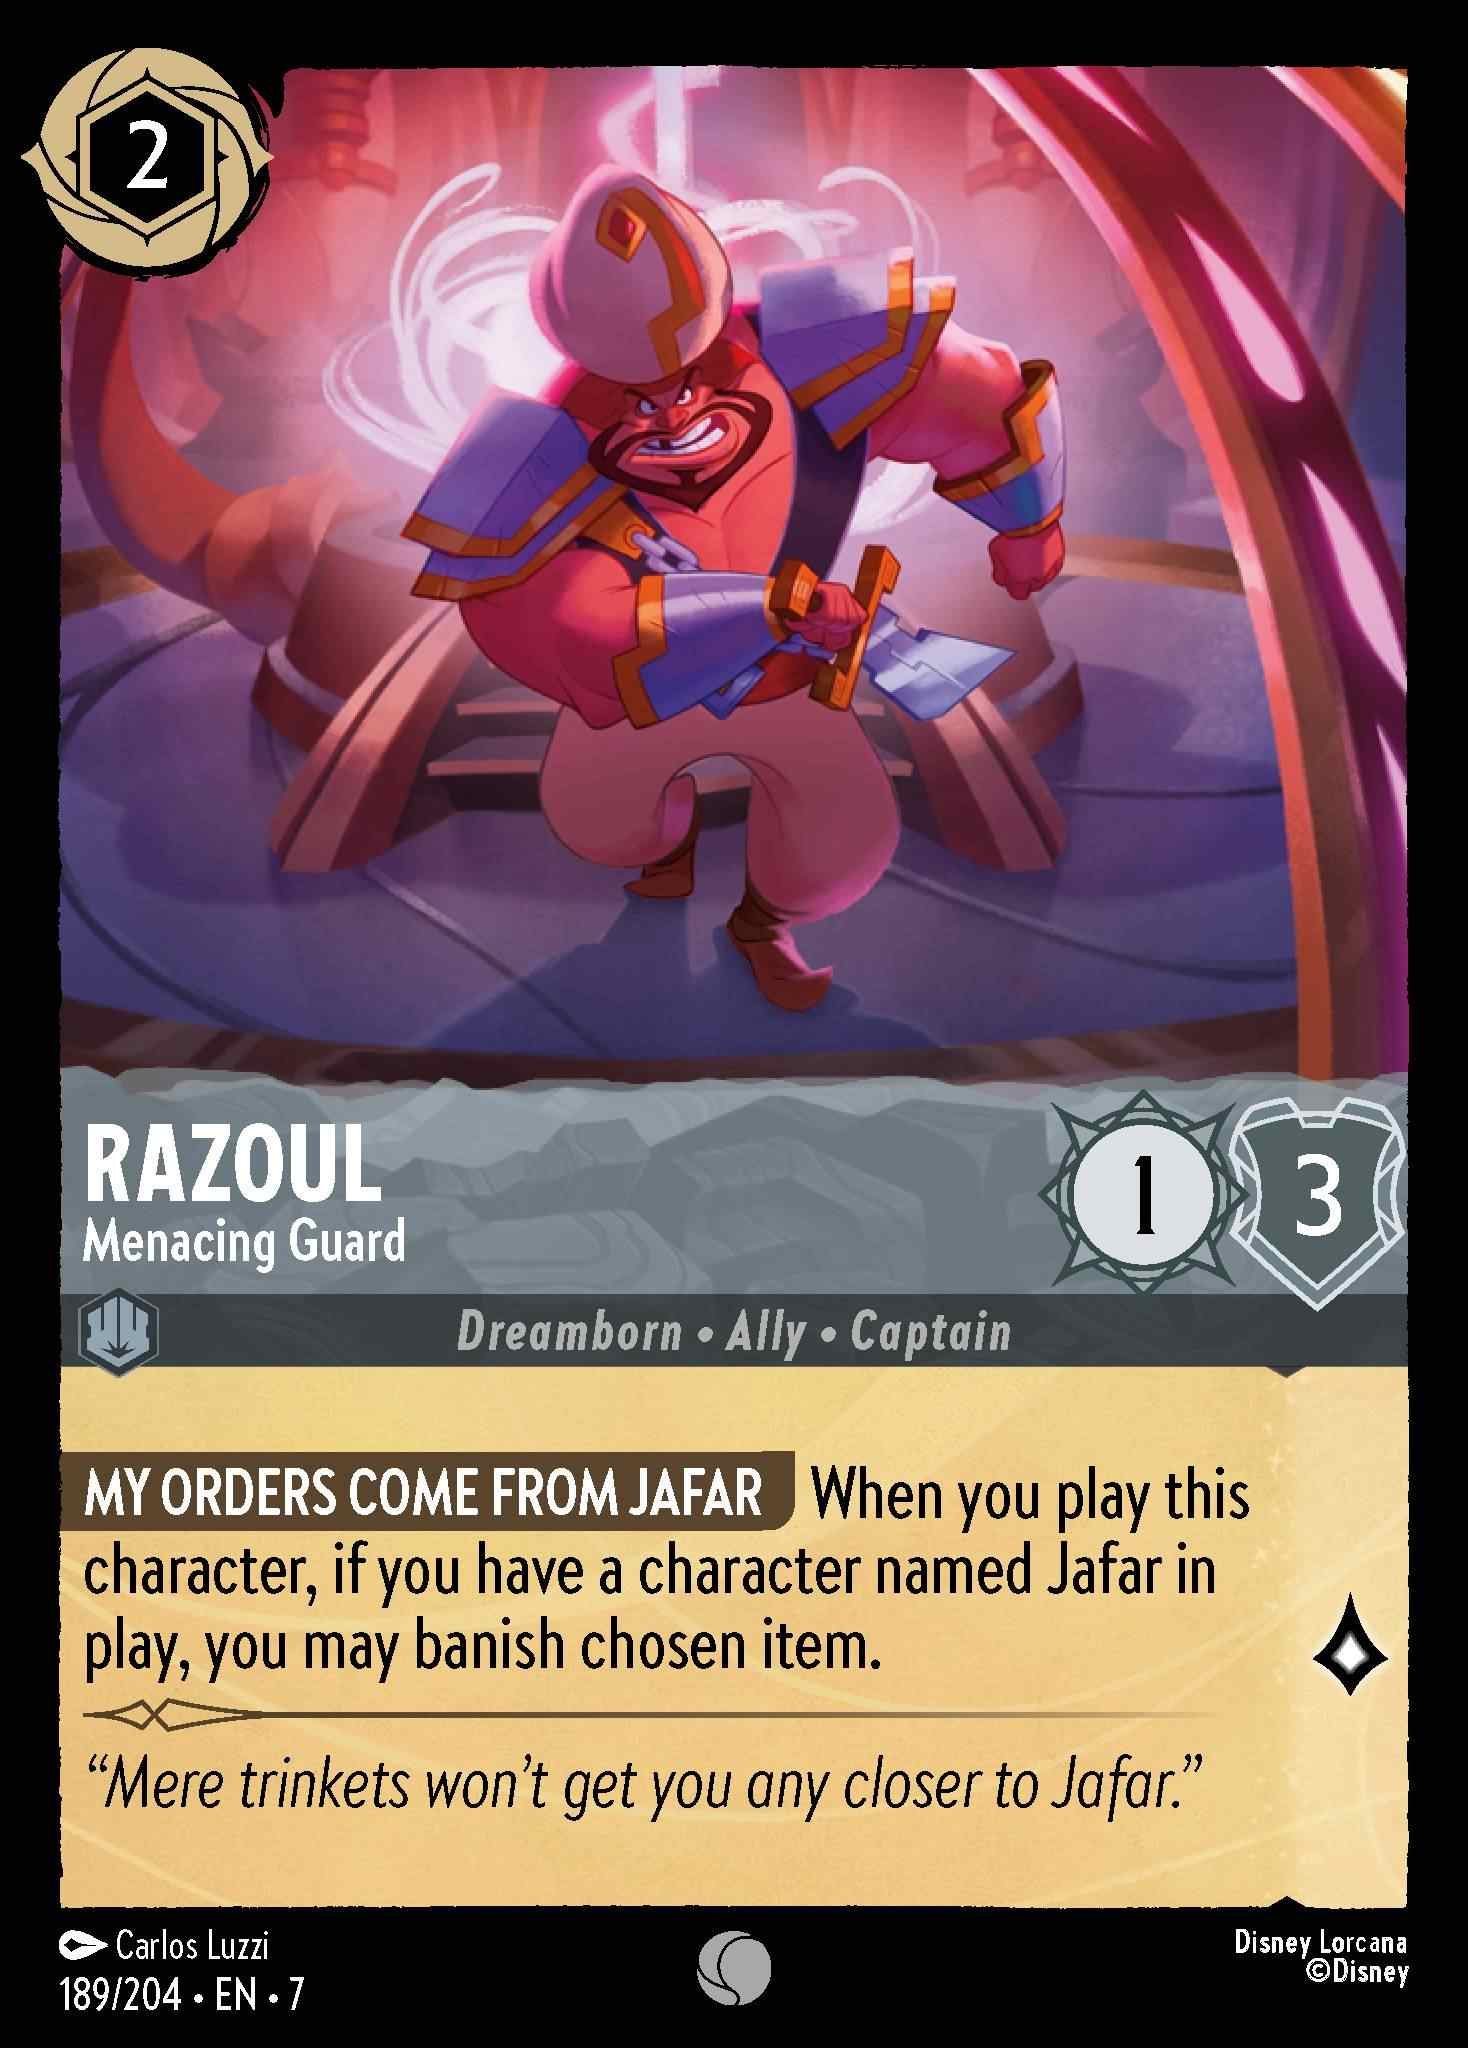 2
RAZOUL
Menacing Guard
1
3
Dreamborn • Ally • Captain
MY ORDERS COME FROM JAFAR When you play this
character, if you have a character named Jafar in
play, you may banish chosen item.
“Mere trinkets won’t get you any closer to Jafar.”
Carlos Luzzi
189/204 • EN • 7
Disney Lorcana
©Disney